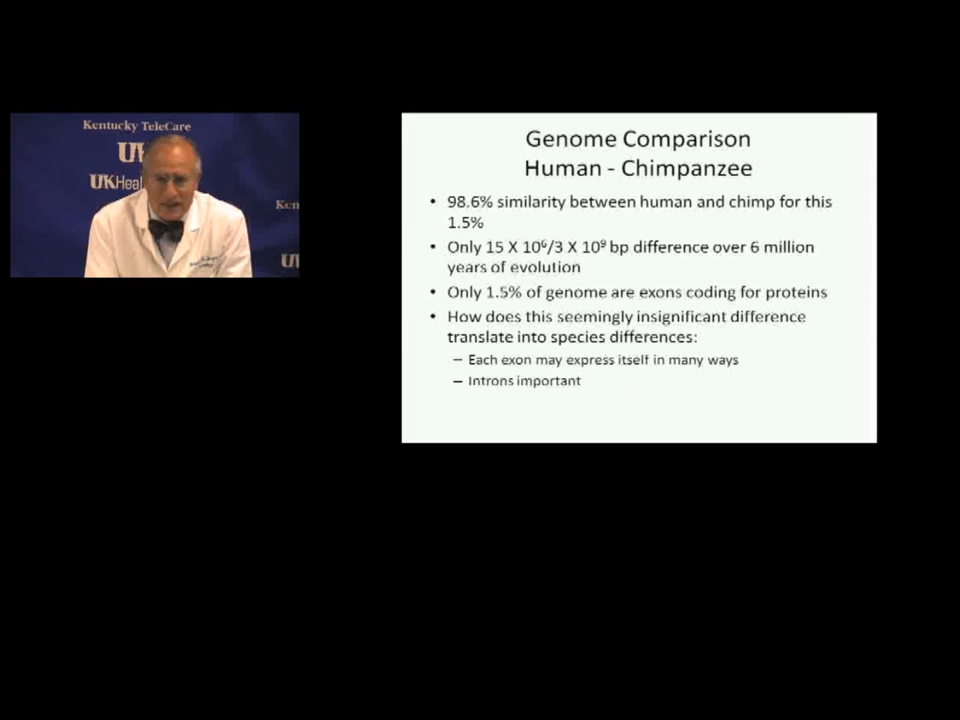 Kentucky TeleCare
UK
UKHeal
Ken
Genome Comparison
Human - Chimpanzee
• 98.6% similarity between human and chimp for this
1.5%
• Only 15 X 10⁶/3 X 10⁹ bp difference over 6 million
years of evolution
• Only 1.5% of genome are exons coding for proteins
• How does this seemingly insignificant difference
translate into species differences:
– Each exon may express itself in many ways
– Introns important